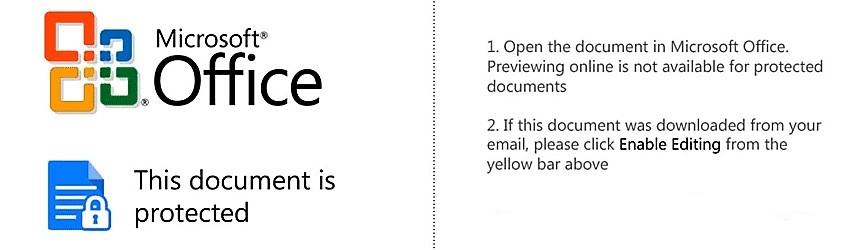 Microsoft®
Office
®
This document is
protected
1. Open the document in Microsoft Office.
Previewing online is not available for protected
documents
2. If this document was downloaded from your
email, please click Enable Editing from the
yellow bar above